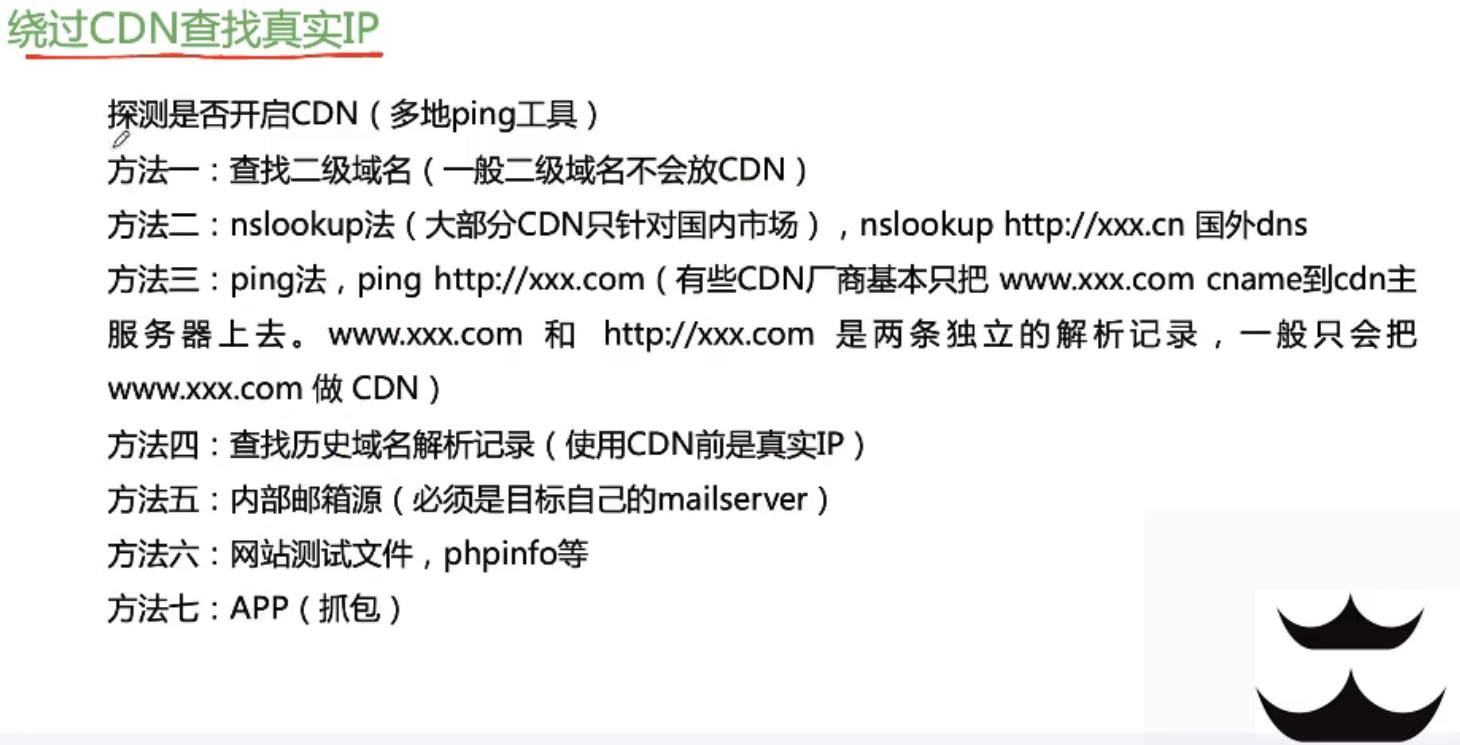 绕过CDN查找真实IP
探测是否开启CDN（多地ping工具）
方法一：查找二级域名（一般二级域名不会放CDN）
方法二：nslookup法（大部分CDN只针对国内市场），nslookup http://xxx.cn 国外dns
方法三：ping法，ping http://xxx.com（有些CDN厂商基本只把 www.xxx.com cname到cdn主
服务器上去。www.xxx.com 和 http://xxx.com 是两条独立的解析记录，一般只会把
www.xxx.com 做 CDN）
方法四：查找历史域名解析记录（使用CDN前是真实IP）
方法五：内部邮箱源（必须是目标自己的mailserver）
方法六：网站测试文件，phpinfo等
方法七：APP（抓包）